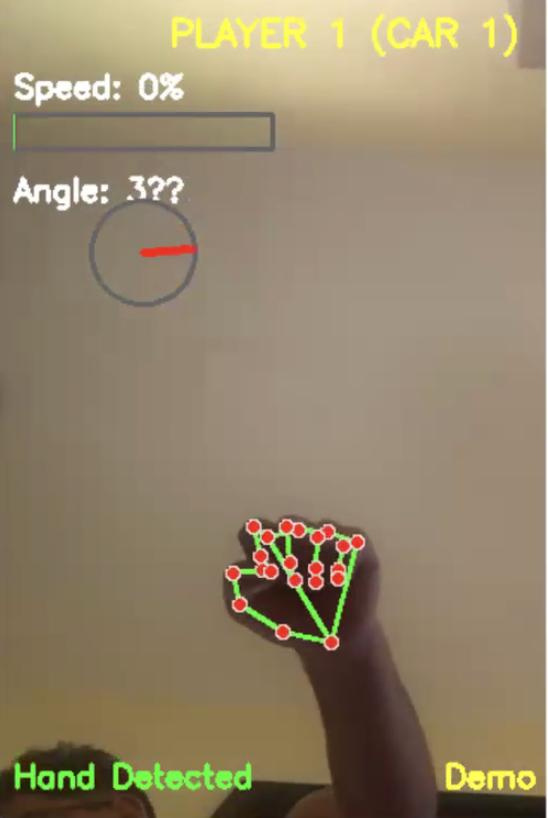 PLAYER 1 (CAR 1)
Speed: 0%
Angle: 3??
Hand Detected
Demo